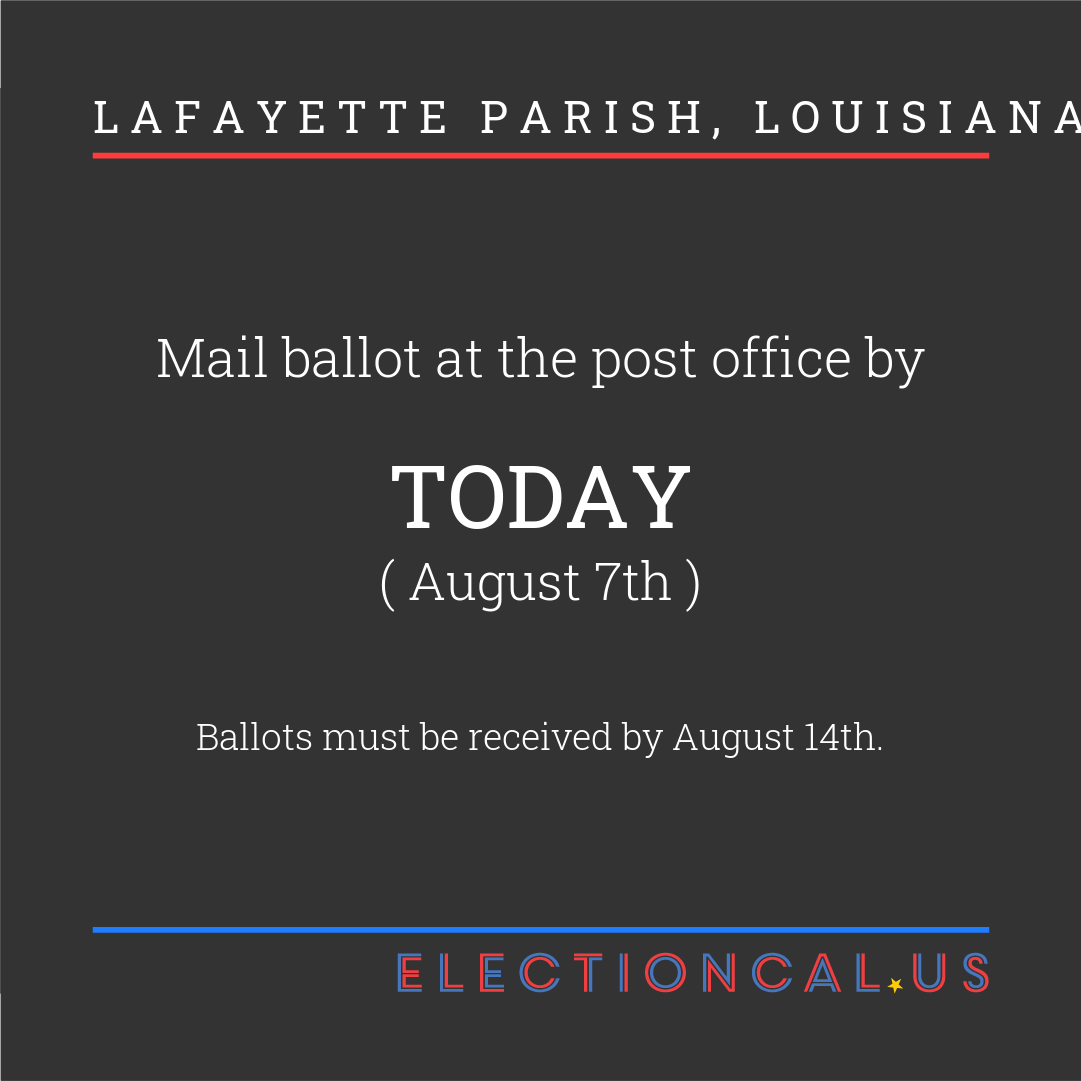 LAFAYETTE PARISH, LOUISIANA
Mail ballot at the post office by
TODAY
( August 7th )
Ballots must be received by August 14th.
ELECTIONCAL.US